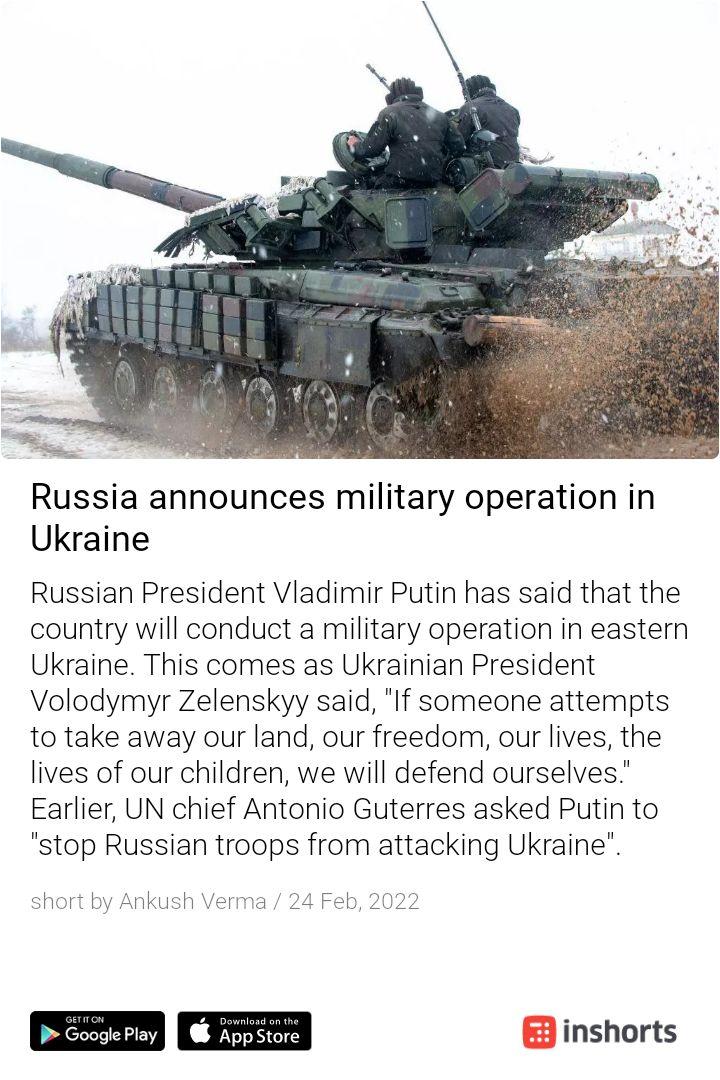 Russia announces military operation in
Ukraine
Russian President Vladimir Putin has said that the
country will conduct a military operation in eastern
Ukraine. This comes as Ukrainian President
Volodymyr Zelenskyy said, "If someone attempts
to take away our land, our freedom, our lives, the
lives of our children, we will defend ourselves."
Earlier, UN chief Antonio Guterres asked Putin to
"stop Russian troops from attacking Ukraine".
short by Ankush Verma / 24 Feb, 2022
GET IT ON
Google Play
Download on the
App Store
inshorts